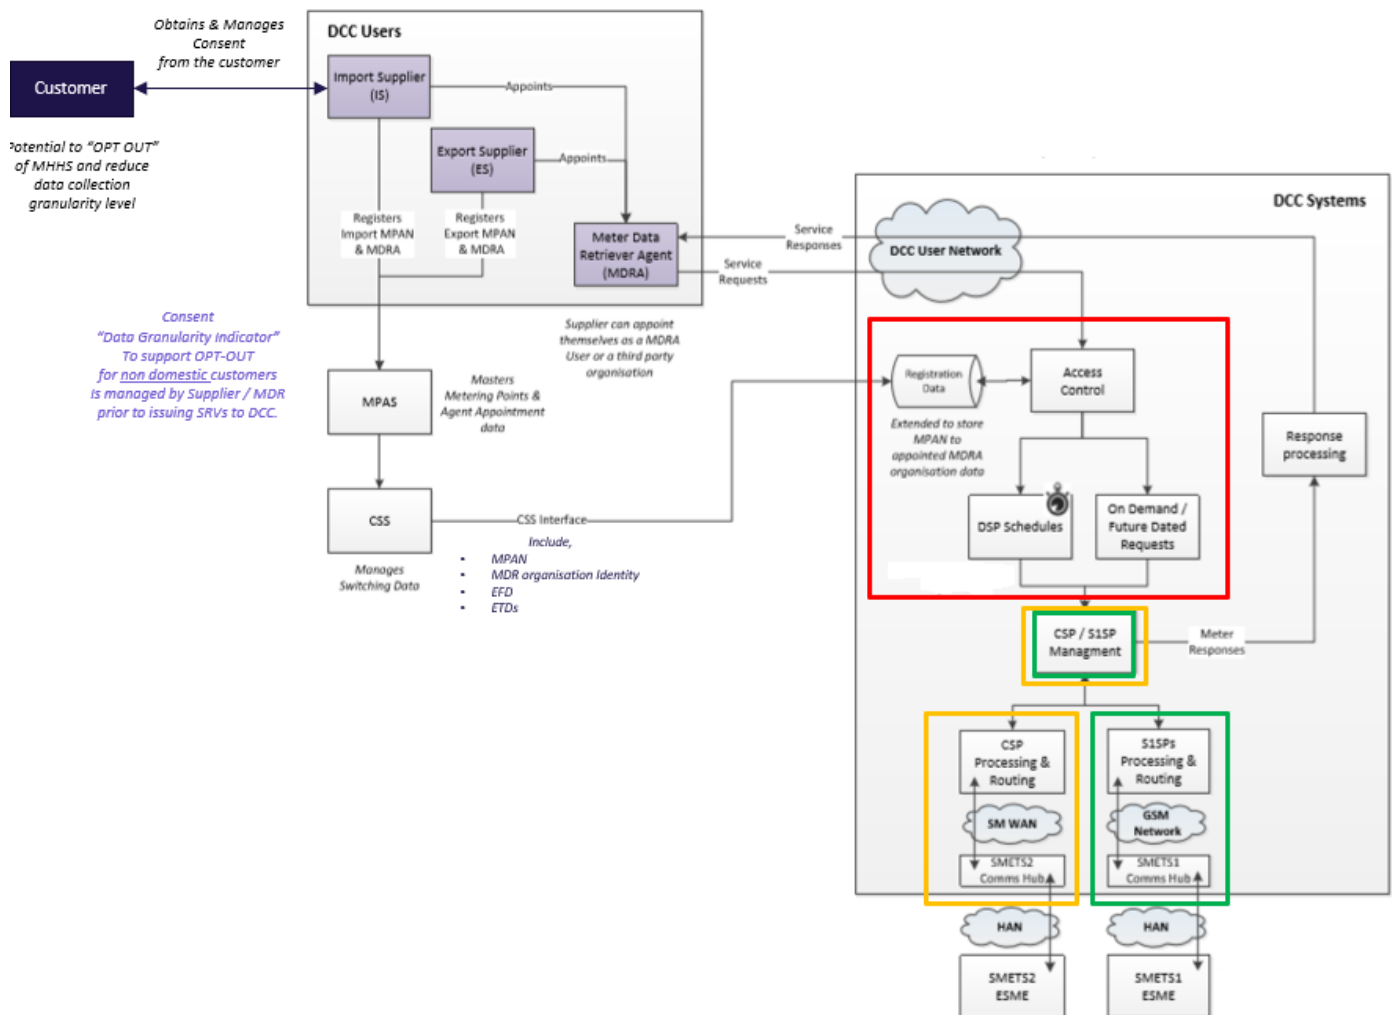 Obtains & Manages
Consent
from the customer
Customer
Potential to “OPT OUT”
of MHHS and reduce
data collection
granularity level
DCC Users
Import Supplier
(IS)
Appoints
Export Supplier
(ES)
Appoints
Registers
Import MPAN
& MDRA
Registers
Export MPAN
& MDRA
Meter Data
Retriever Agent
(MDRA)
Service
Responses
Service
Requests
Supplier can appoint
themselves as a MDRA
User or a third party
organisation
Consent
“Data Granularity Indicator”
To support OPT-OUT
for non domestic customers
Is managed by Supplier / MDR
prior to issuing SRVs to DCC.
MPAS
Masters
Metering Points &
Agent Appointment
data
CSS
Manages
Switching Data
CSS Interface
Include,
▪ MPAN
▪ MDR organisation Identity
▪ EFD
▪ ETDs
DCC Systems
DCC User Network
Registration
Data
Access
Control
Extended to store
MPAN to
appointed MDRA
organisation data
DSP Schedules
On Demand /
Future Dated
Requests
Response
processing
CSP / S1SP
Managment
Meter
Responses
CSP
Processing &
Routing
S1SPs
Processing &
Routing
SM WAN
GSM
Network
SMETS2
Comms Hub
SMETS1
Comms Hub
HAN
HAN
SMETS2
ESME
SMETS1
ESME